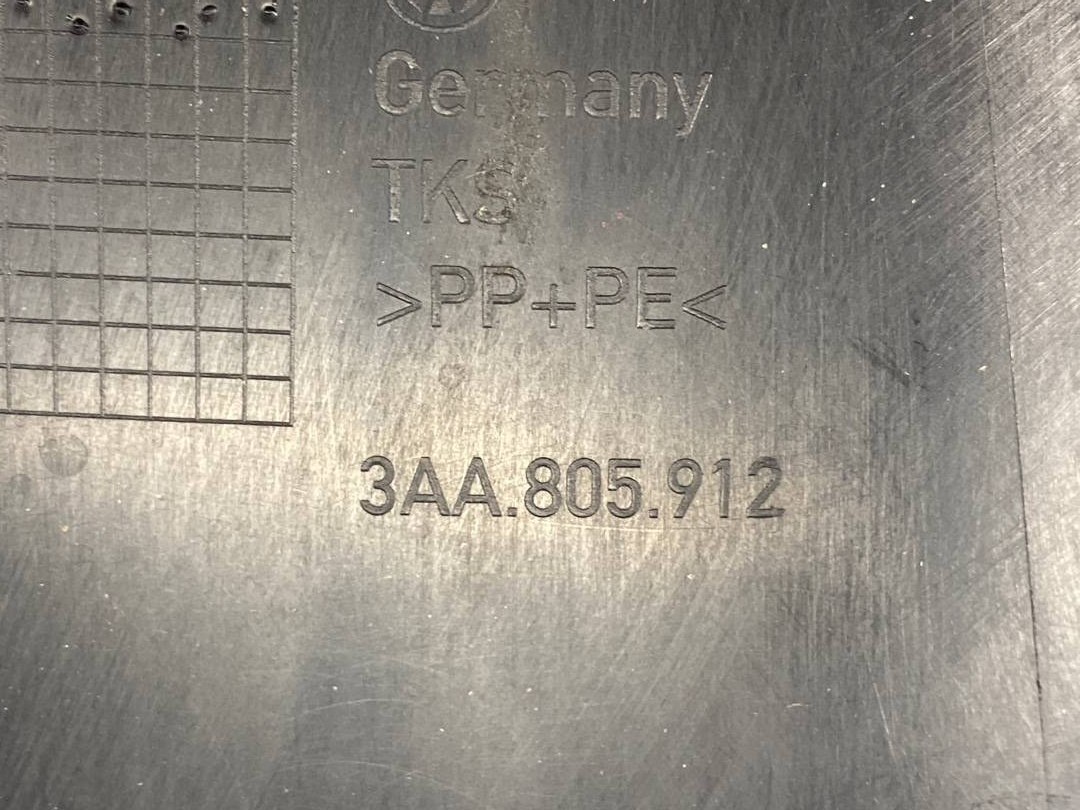 Germany
TKS
>PP+PE<
3AA.805.912